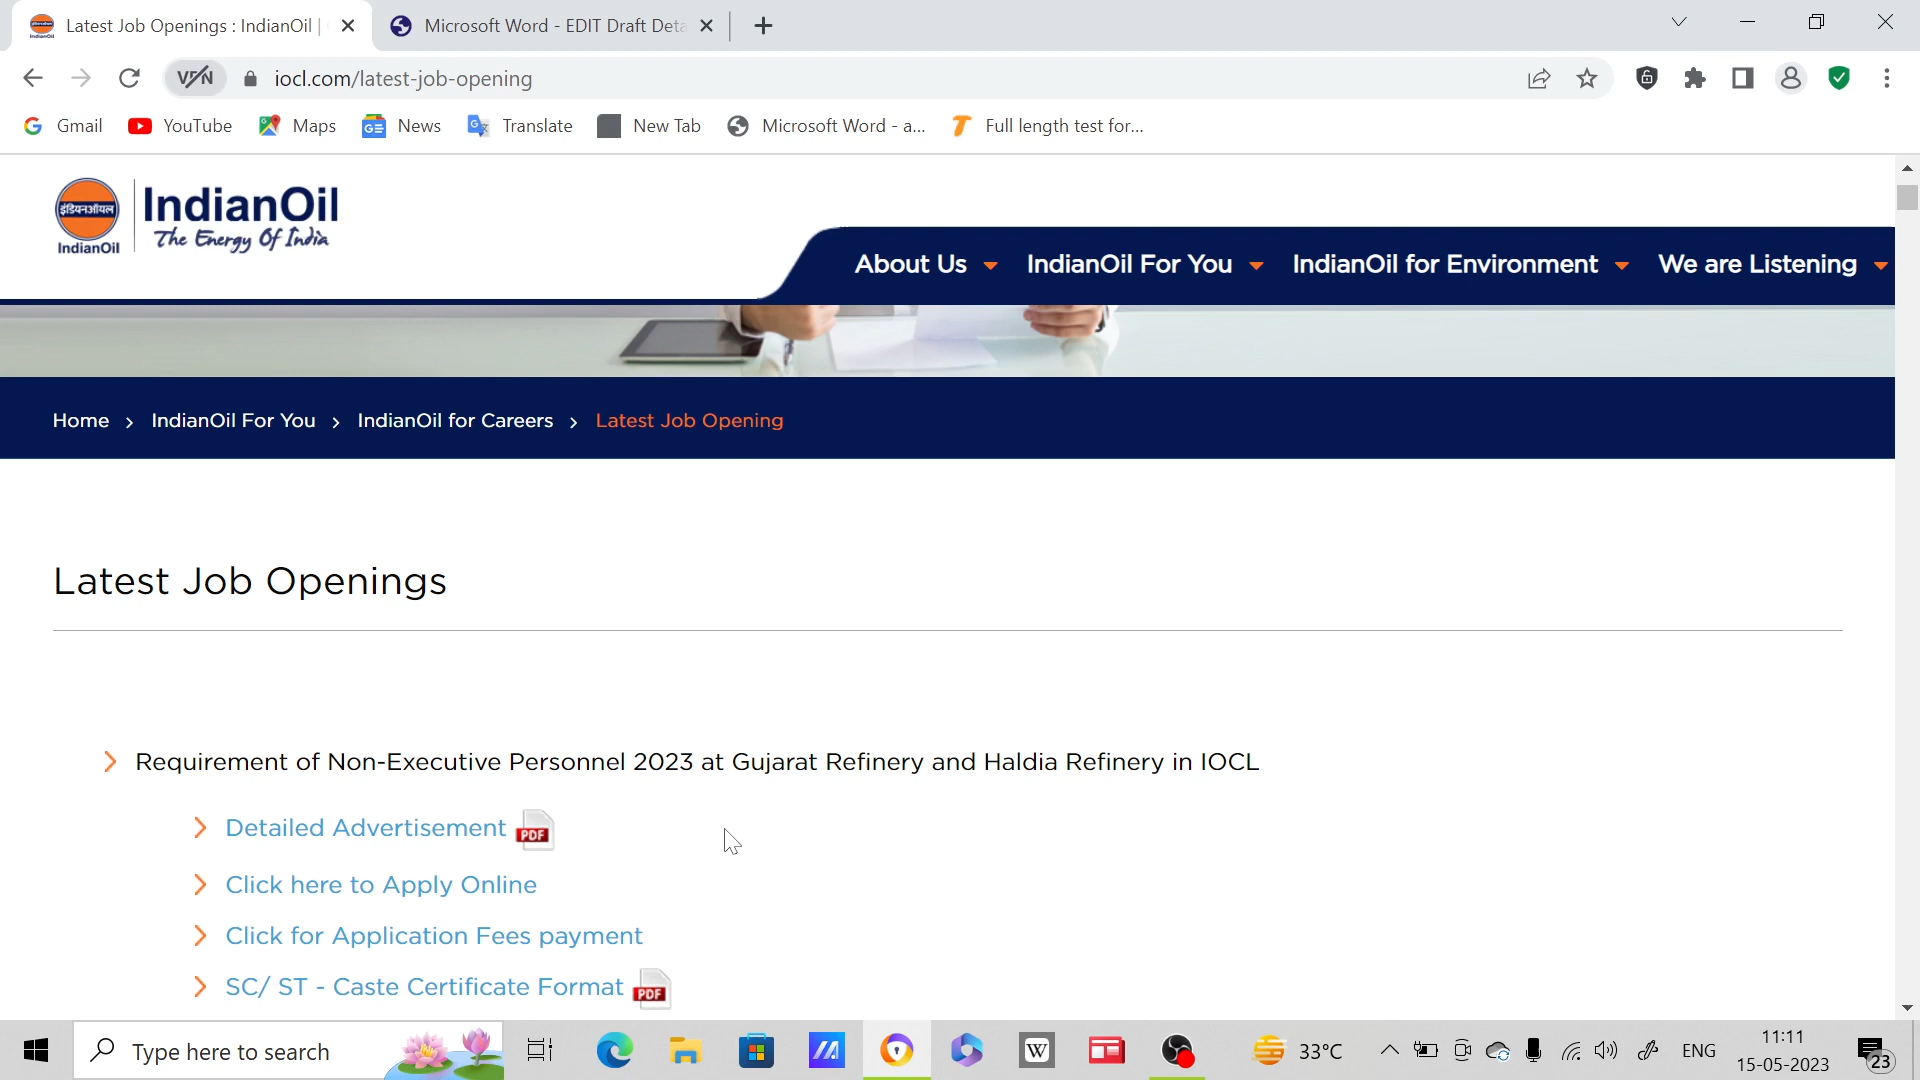 Latest Job Openings : IndianOil |
Microsoft Word - EDIT Draft Deta
VPN
iocl.com/latest-job-opening
Gmail
YouTube
Maps
News
Translate
New Tab
Microsoft Word - a...
Full length test for...
इंडियनऑयल
IndianOil
IndianOil
The Energy Of India
About Us
IndianOil For You
IndianOil for Environment
We are Listening
Home > IndianOil For You > IndianOil for Careers > Latest Job Opening
Latest Job Openings
Requirement of Non-Executive Personnel 2023 at Gujarat Refinery and Haldia Refinery in IOCL
Detailed Advertisement PDF
Click here to Apply Online
Click for Application Fees payment
SC/ ST - Caste Certificate Format PDF
Type here to search
W
33°C
ENG
11:11
15-05-2023
23